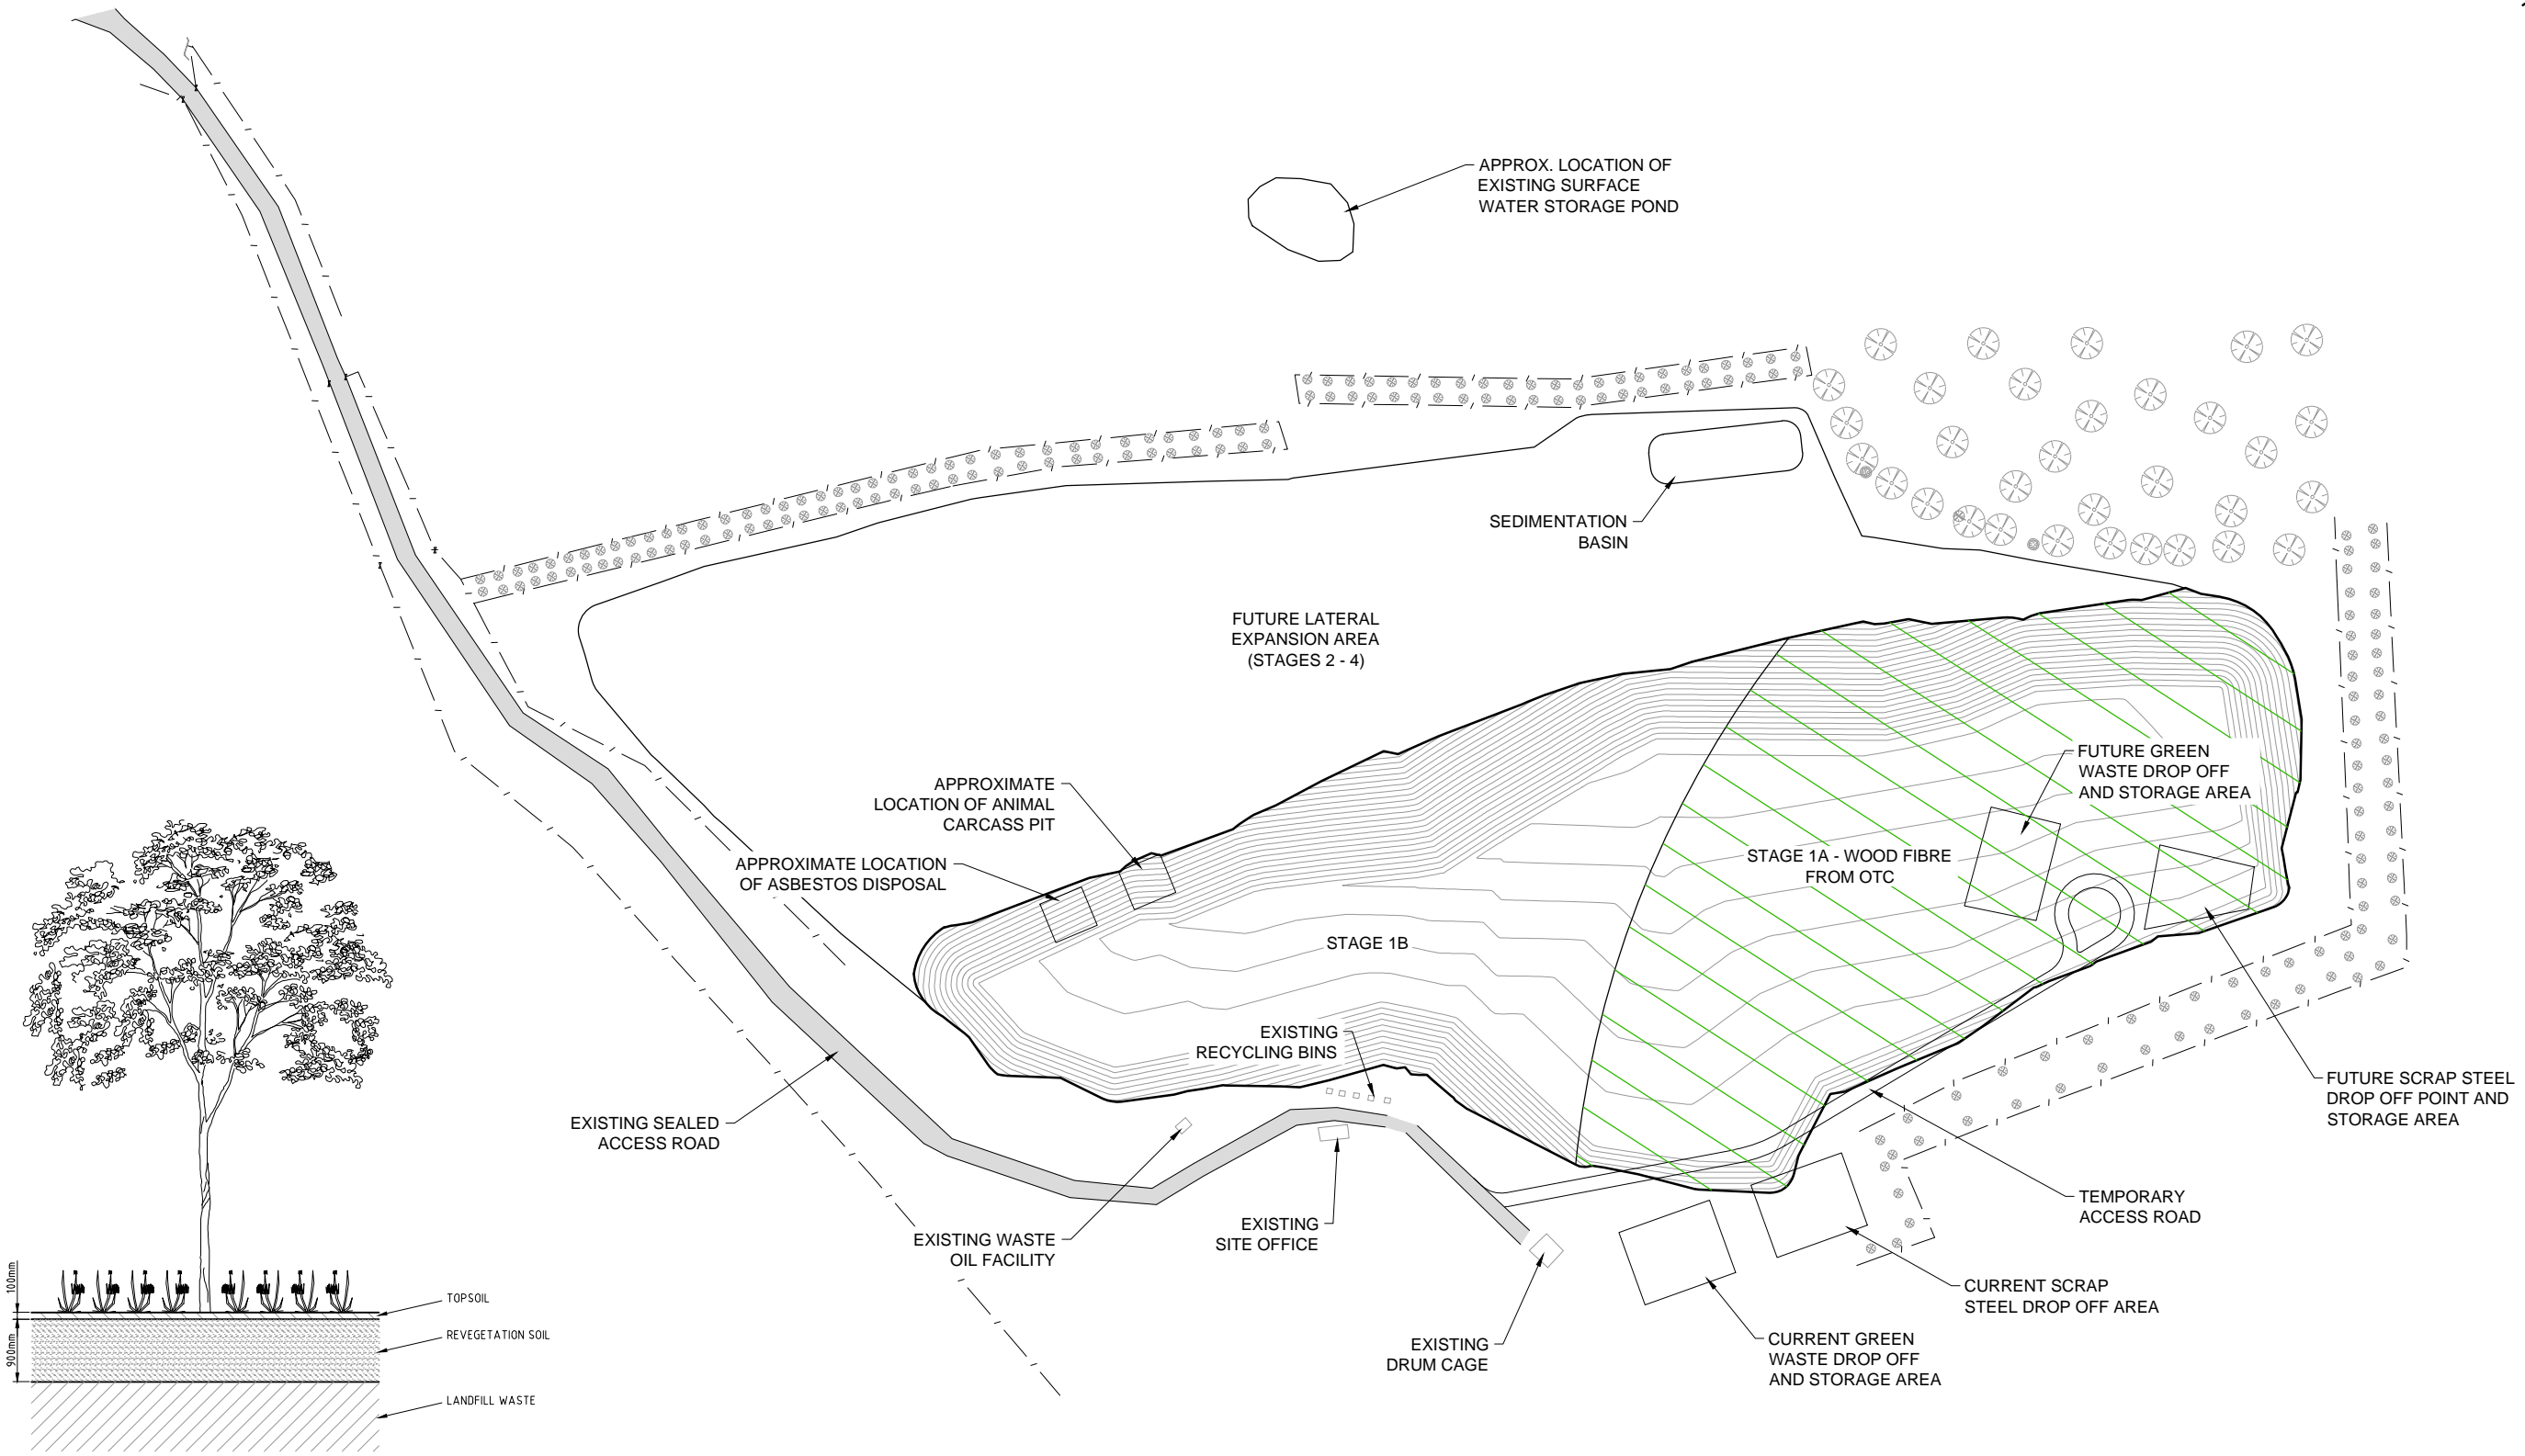 APPROX. LOCATION OF
EXISTING SURFACE
WATER STORAGE POND
SEDIMENTATION
BASIN
FUTURE LATERAL
EXPANSION AREA
(STAGES 2 - 4)
FUTURE GREEN
WASTE DROP OFF
AND STORAGE AREA
APPROXIMATE
LOCATION OF ANIMAL
CARCASS PIT
APPROXIMATE LOCATION
OF ASBESTOS DISPOSAL
STAGE 1A - WOOD FIBRE
FROM OTC
STAGE 1B
EXISTING
RECYCLING BINS
FUTURE SCRAP STEEL
DROP OFF POINT AND
STORAGE AREA
EXISTING SEALED
ACCESS ROAD
TEMPORARY
ACCESS ROAD
EXISTING
SITE OFFICE
EXISTING WASTE
OIL FACILITY
CURRENT SCRAP
STEEL DROP OFF AREA
EXISTING
DRUM CAGE
CURRENT GREEN
WASTE DROP OFF
AND STORAGE AREA
100mm
TOPSOIL
900mm
REVEGETATION SOIL
LANDFILL WASTE